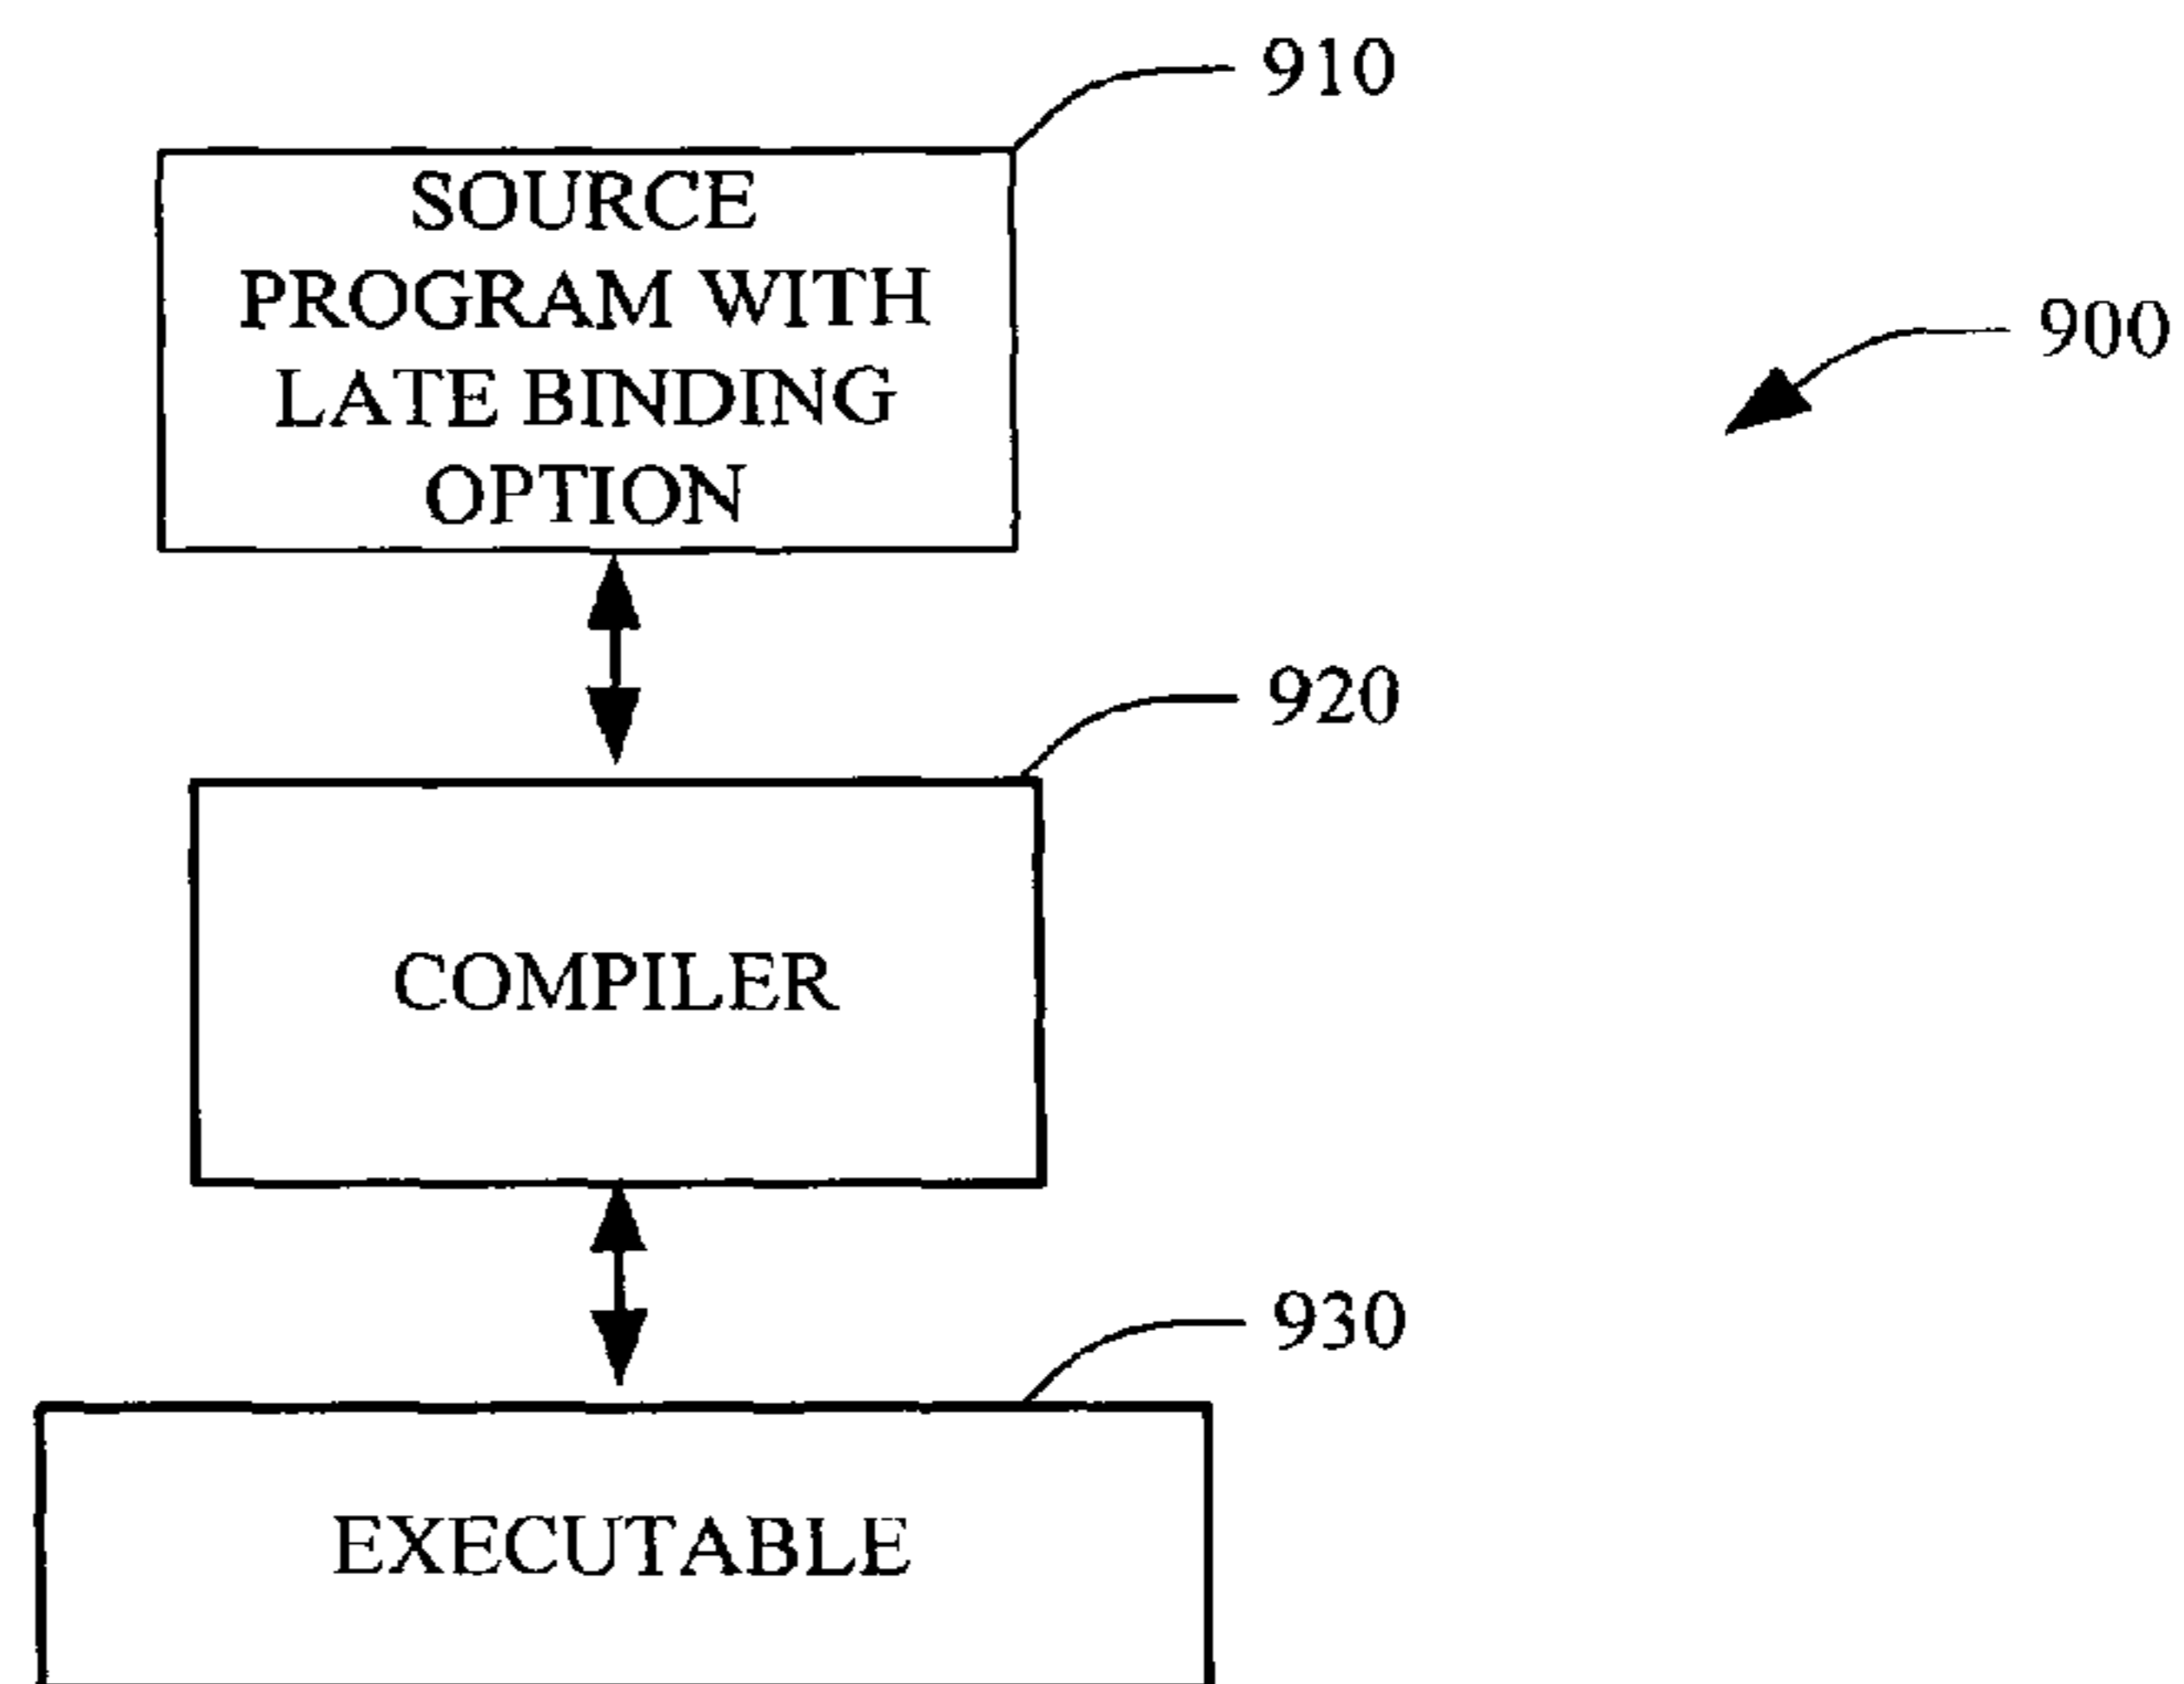 910
SOURCE
PROGRAM WITH
LATE BINDING
OPTION
900
920
COMPILER
930
EXECUTABLE